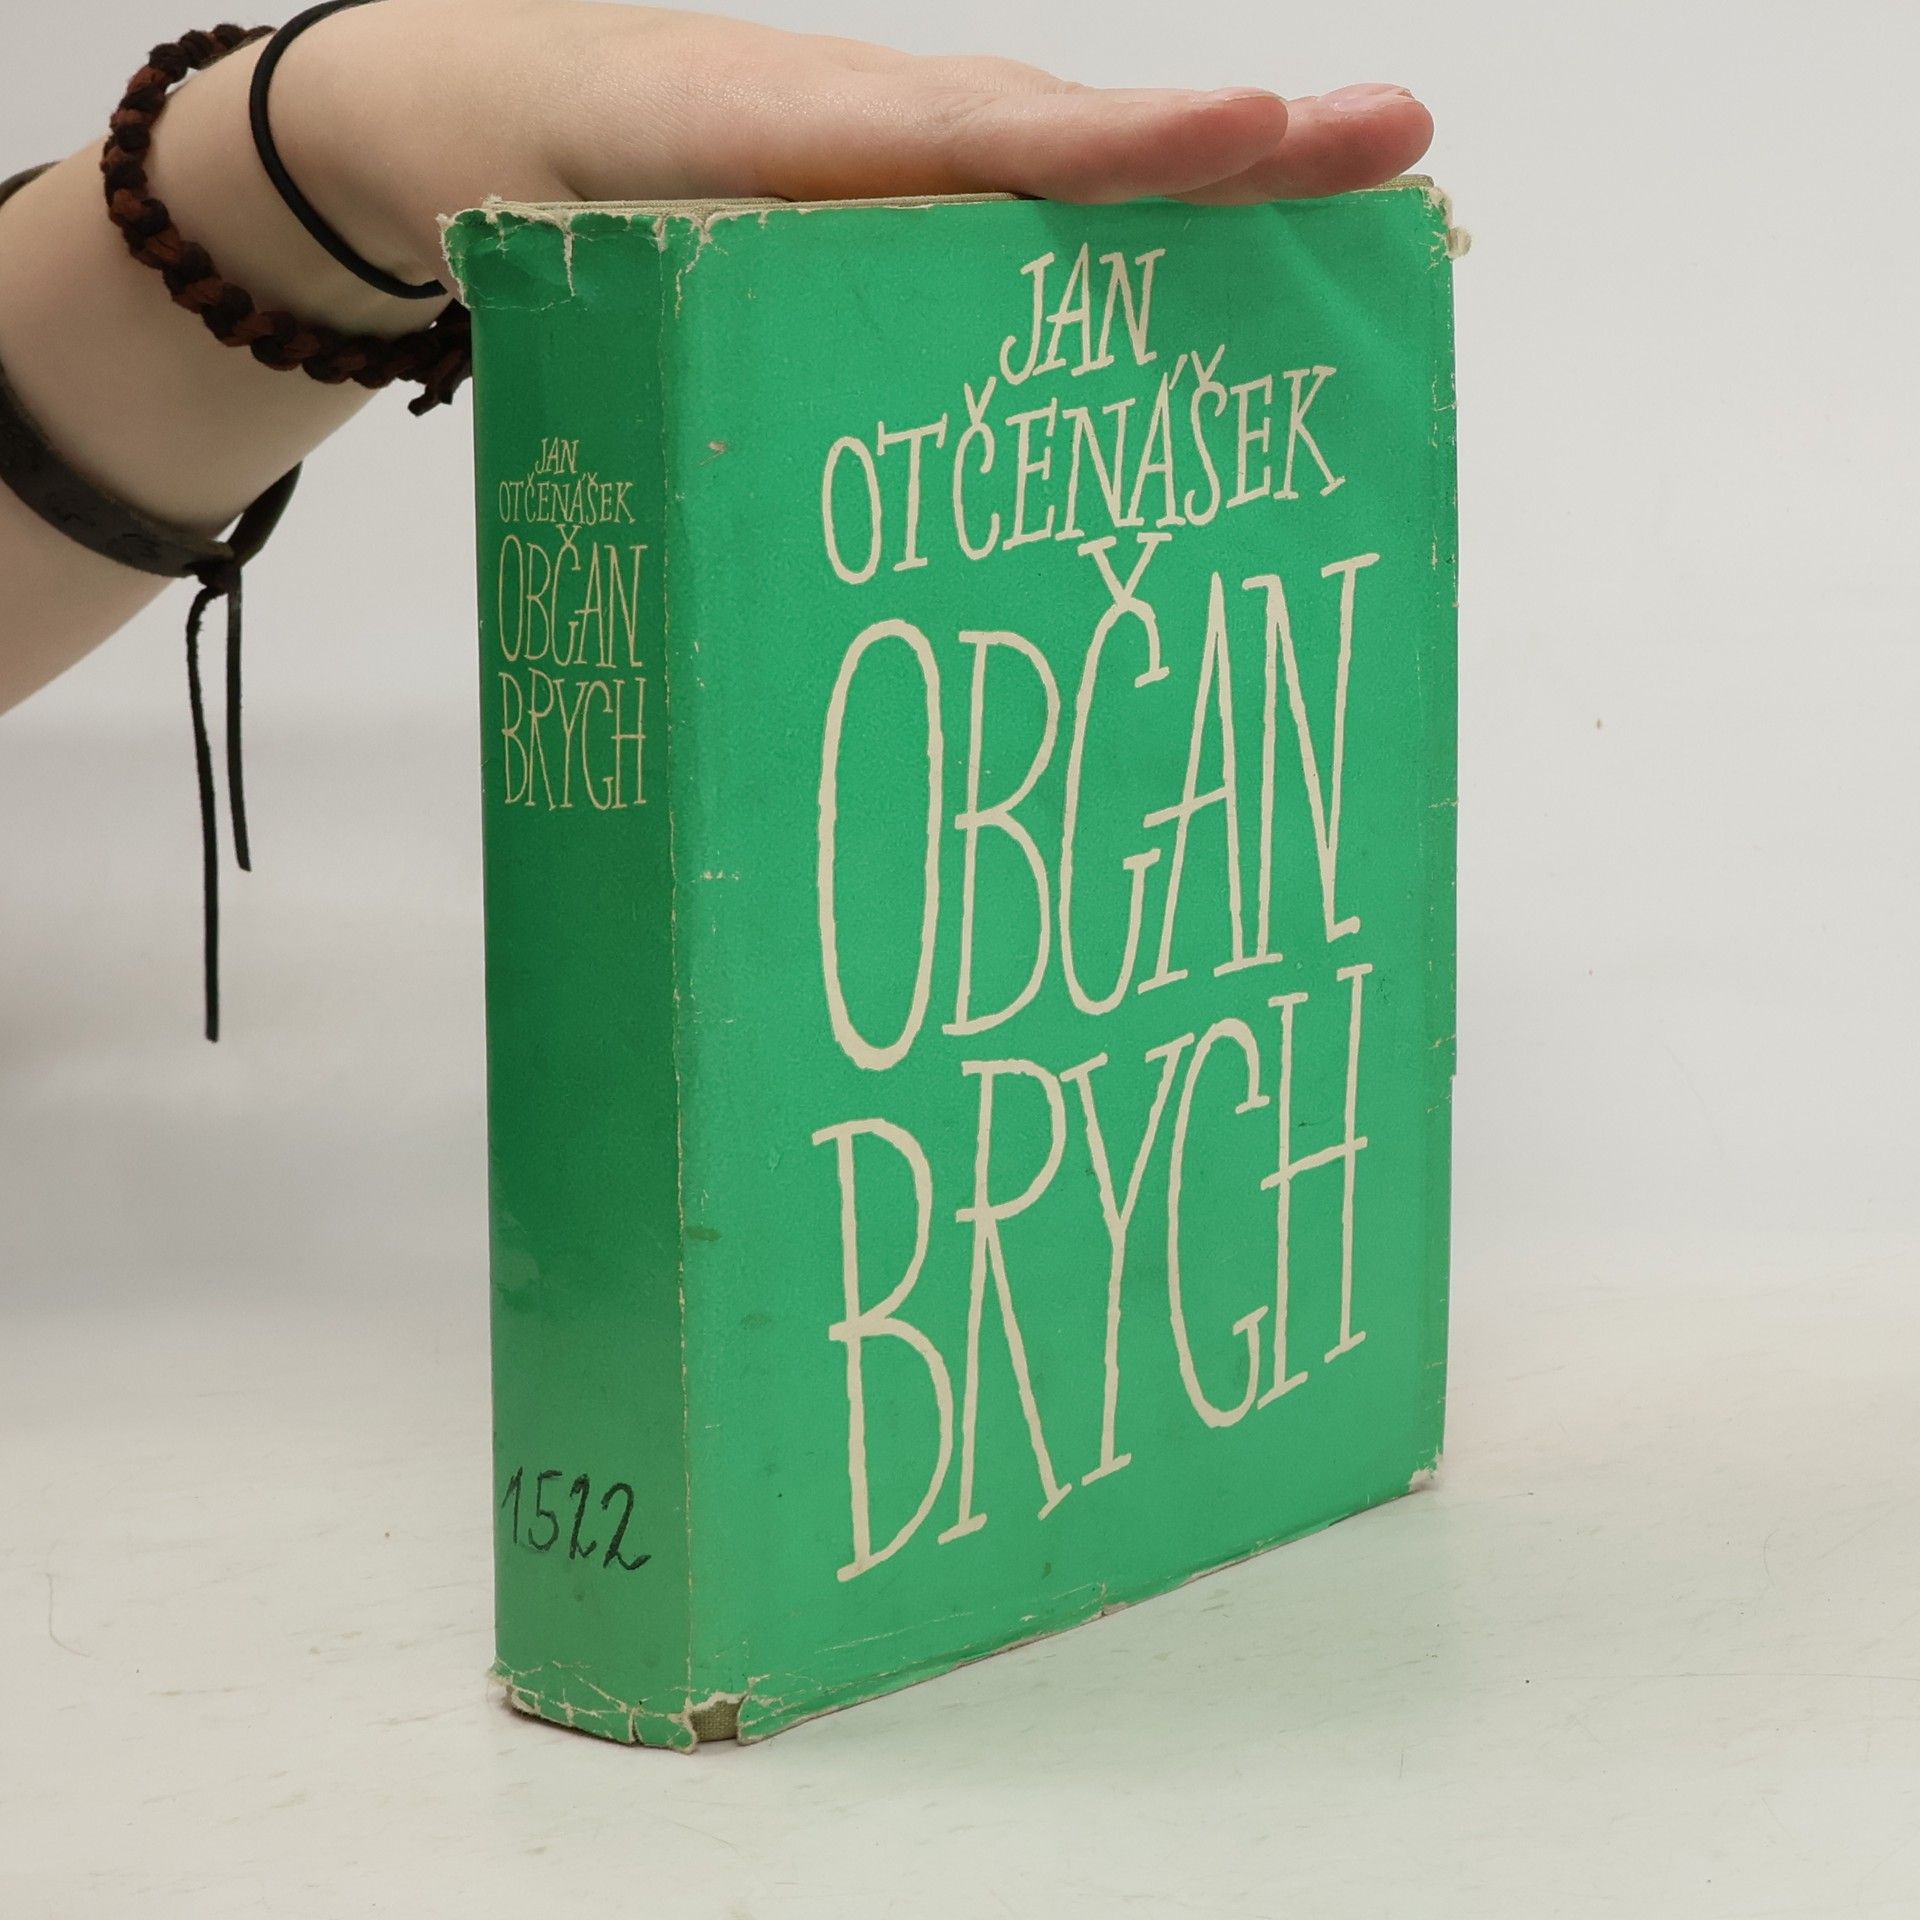 JAN
OTČENÁŠEK
OBČAN
BRYCH
1522
JAN
OTČENÁŠEK
OBČAN
BRYCH